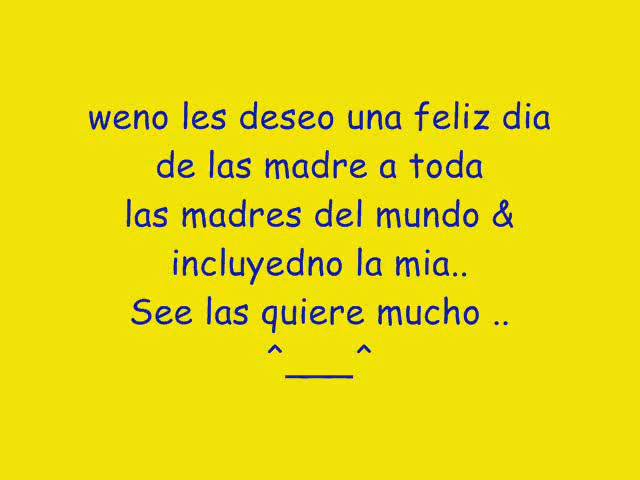 weno les deseo una feliz dia
de las madre a toda
las madres del mundo &
incluyedno la mia..
See las quiere mucho ..
^___^